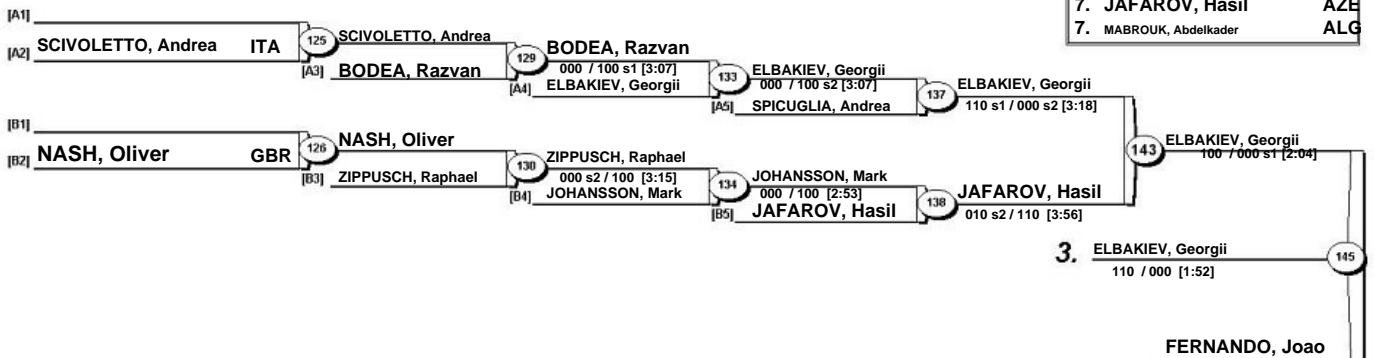 7. JAFAROV, Hasil AZE
7. MABROUK, Abdelkader ALG
[A1]
[A2] SCIVOLETTO, Andrea ITA
125
SCIVOLETTO, Andrea
[A3] BODEA, Razvan
129
BODEA, Razvan
000 / 100 s1 [3:07]
[A4] ELBAKIEV, Georgii
133
ELBAKIEV, Georgii
000 / 100 s2 [3:07]
[A5] SPICUGLIA, Andrea
137
ELBAKIEV, Georgii
110 s1 / 000 s2 [3:18]
[B1]
[B2] NASH, Oliver GBR
126
NASH, Oliver
[B3] ZIPPUSCH, Raphael
130
ZIPPUSCH, Raphael
000 s2 / 100 [3:15]
[B4] JOHANSSON, Mark
134
JOHANSSON, Mark
000 / 100 [2:53]
[B5] JAFAROV, Hasil
138
JAFAROV, Hasil
010 s2 / 110 [3:56]
143
ELBAKIEV, Georgii
100 / 000 s1 [2:04]
3. ELBAKIEV, Georgii
110 / 000 [1:52]
145
FERNANDO, Joao